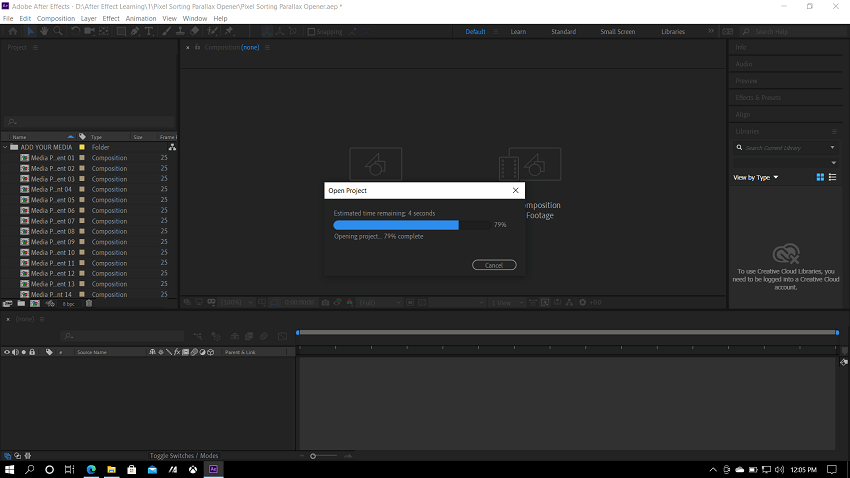 Adobe After Effects - D:\After Effect Learning\1\Pixel Sorting Parallax Opener\Pixel Sorting Parallax Opener.aep *
File Edit Composition Layer Effect Animation View Window Help
Snapping
Default Learn Standard Small Screen Libraries Search Help
Project
Composition (none)
Info
Audio
Preview
Effects & Presets
Align
Libraries
Search Current Library
View by Type
Name Type Size Frame R
ADD YOUR MEDIA Folder
Media P...ent 01 Composition 25
Media P...ent 02 Composition 25
Media P...ent 03 Composition 25
Media P...ent 04 Composition 25
Media P...ent 05 Composition 25
Media P...ent 06 Composition 25
Media P...ent 07 Composition 25
Media P...ent 08 Composition 25
Media P...ent 09 Composition 25
Media P...ent 10 Composition 25
Media P...ent 11 Composition 25
Media P...ent 12 Composition 25
Media P...ent 13 Composition 25
Media P...ent 14 Composition 25
8 bpc
Open Project
Estimated time remaining: 4 seconds
79%
Opening project... 79% complete
Cancel
omposition
Footage
To use Creative Cloud Libraries, you
need to be logged into a Creative Cloud
account.
(100%) 0:00:00:00 (Full) 1 View +0.0
(none)
# Source Name fx Parent & Link
Toggle Switches / Modes
Ae
12:05 PM